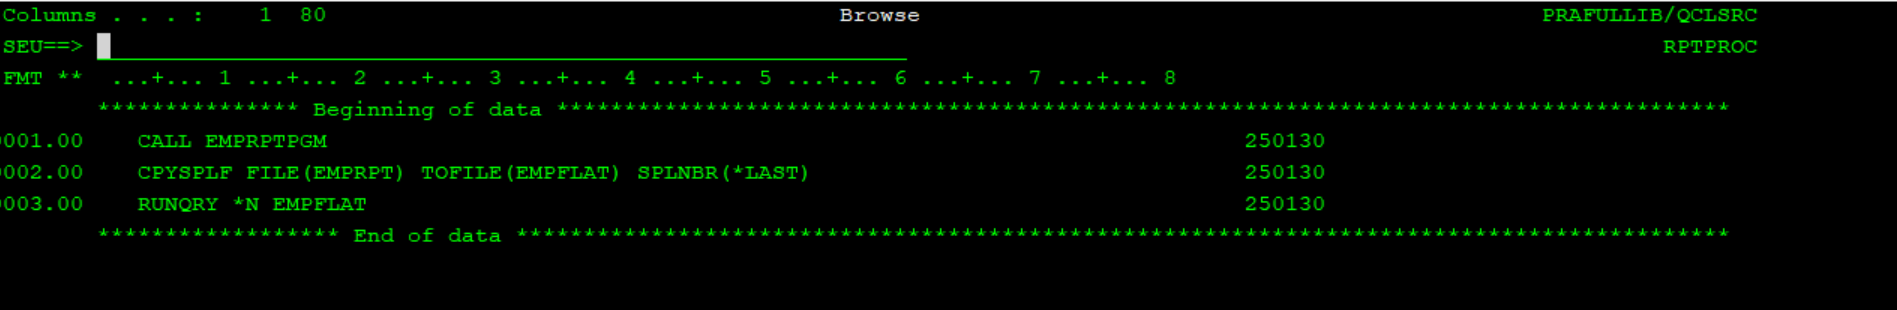 Columns . . . :    1  80                                      Browse                                              PRAFULLIB/QCLSRC
SEU==>                                                                                                                     RPTPROC
FMT **  ...+... 1 ...+... 2 ...+... 3 ...+... 4 ...+... 5 ...+... 6 ...+... 7 ...+... 8
*************** Beginning of data ***************************************************************************************
0001.00    CALL EMPRPTPGM                                                                    250130
0002.00    CPYSPLF FILE(EMPRPT) TOFILE(EMPFLAT) SPLNBR(*LAST)                                250130
0003.00    RUNQRY *N EMPFLAT                                                                 250130
****************** End of data ******************************************************************************************